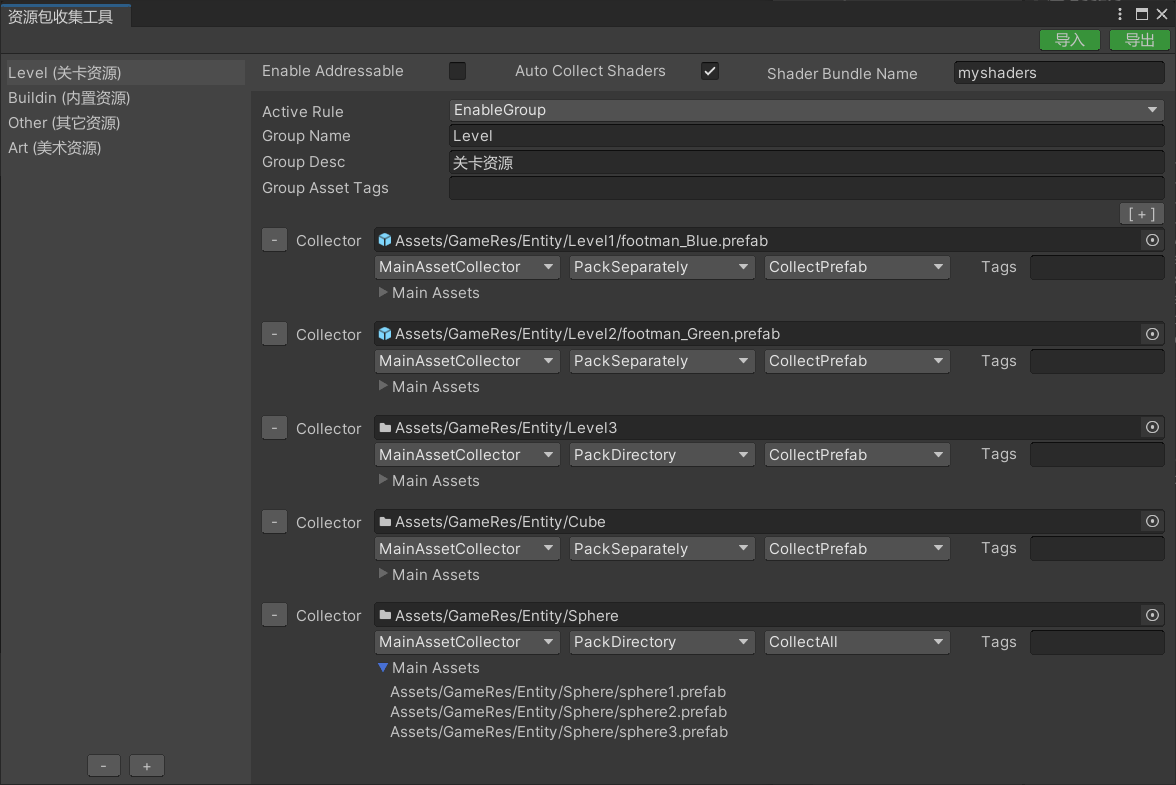 资源包收集工具
导入 导出
Level (关卡资源)
Buildin (内置资源)
Other (其它资源)
Art (美术资源)
Enable Addressable Auto Collect Shaders Shader Bundle Name myshaders
Active Rule EnableGroup
Group Name Level
Group Desc 关卡资源
Group Asset Tags
[ + ]
- Collector Assets/GameRes/Entity/Level1/footman_Blue.prefab
MainAssetCollector PackSeparately CollectPrefab Tags
Main Assets
- Collector Assets/GameRes/Entity/Level2/footman_Green.prefab
MainAssetCollector PackSeparately CollectPrefab Tags
Main Assets
- Collector Assets/GameRes/Entity/Level3
MainAssetCollector PackDirectory CollectPrefab Tags
Main Assets
- Collector Assets/GameRes/Entity/Cube
MainAssetCollector PackSeparately CollectPrefab Tags
Main Assets
- Collector Assets/GameRes/Entity/Sphere
MainAssetCollector PackDirectory CollectAll Tags
Main Assets
Assets/GameRes/Entity/Sphere/sphere1.prefab
Assets/GameRes/Entity/Sphere/sphere2.prefab
Assets/GameRes/Entity/Sphere/sphere3.prefab
- +